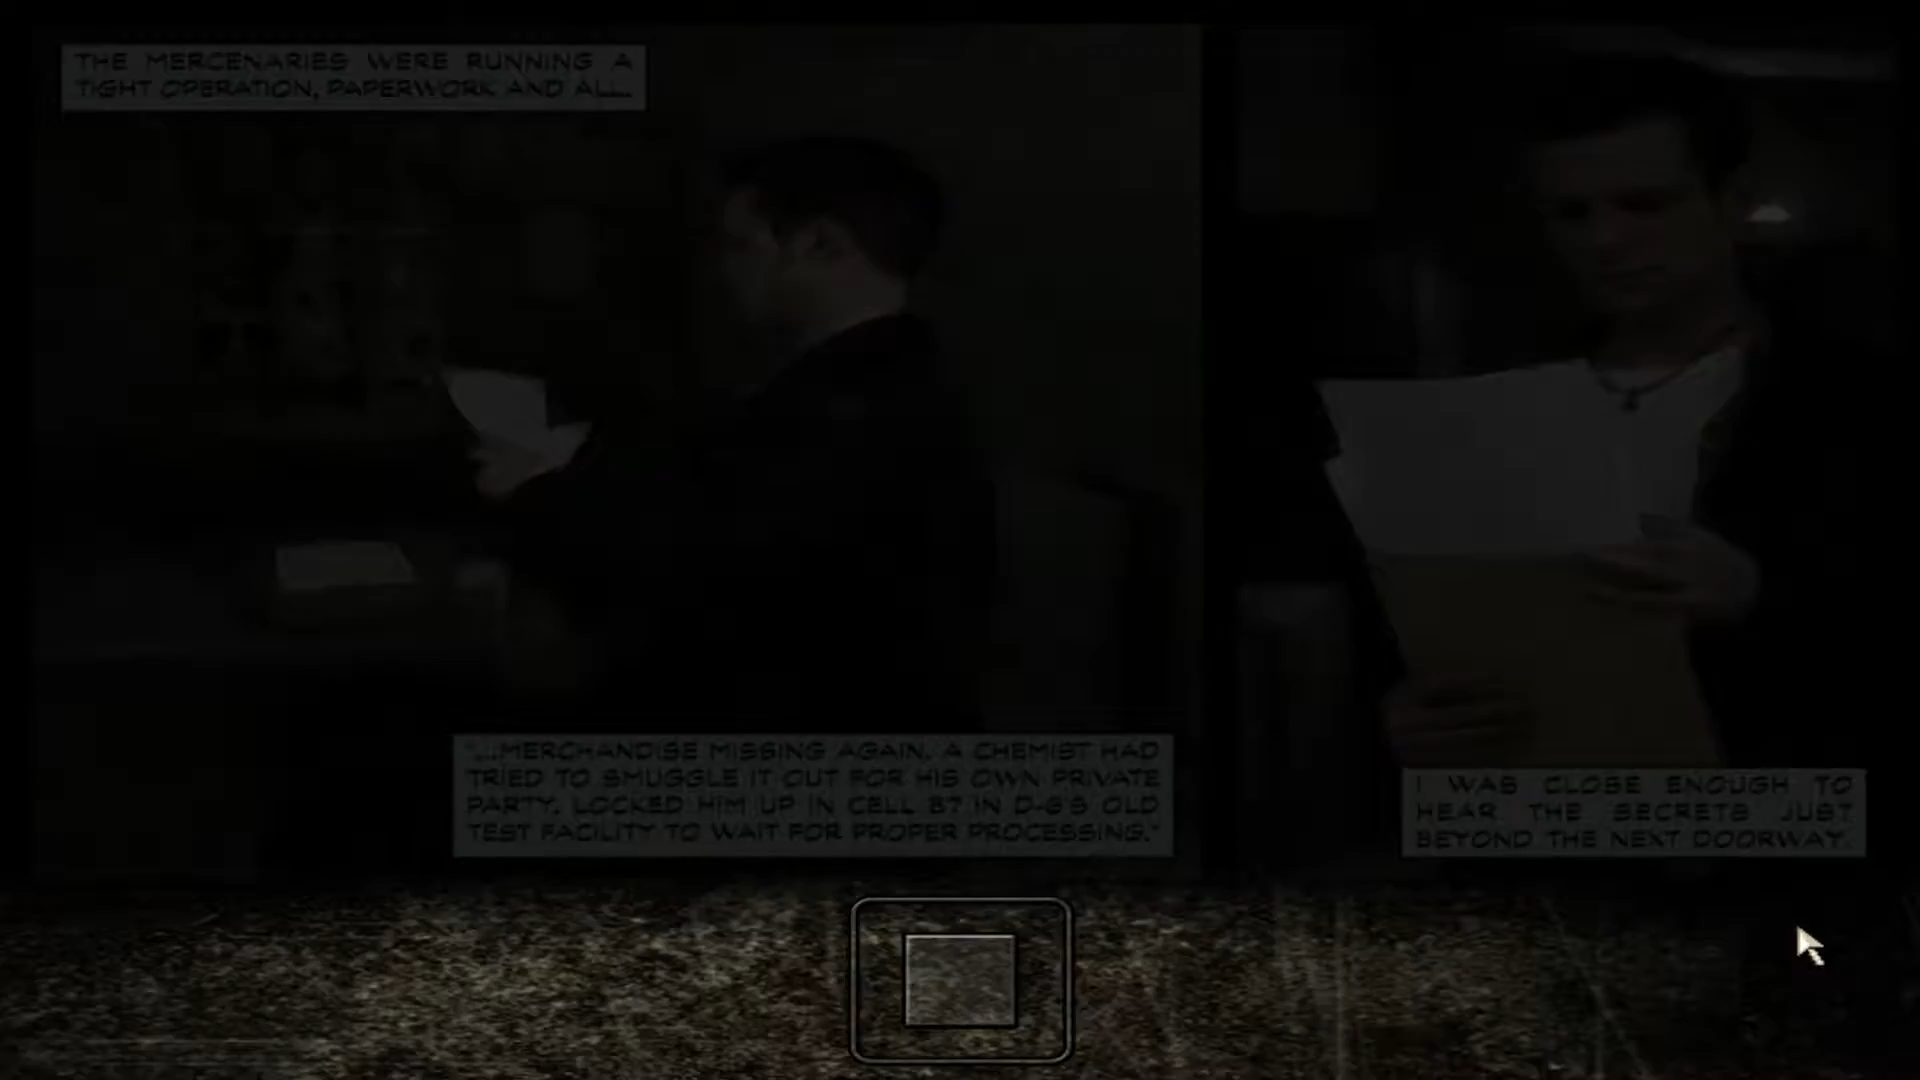 THE MERCENARIES WERE RUNNING A
TIGHT OPERATION, PAPERWORK AND ALL.
"...MERCHANDISE MISSING AGAIN. A CHEMIST HAD
TRIED TO SMUGGLE IT OUT FOR HIS OWN PRIVATE
PARTY. LOCKED HIM UP IN CELL B7 IN D-6'S OLD
TEST FACILITY TO WAIT FOR PROPER PROCESSING."
I WAS CLOSE ENOUGH TO
HEAR THE SECRETS JUST
BEYOND THE NEXT DOORWAY.